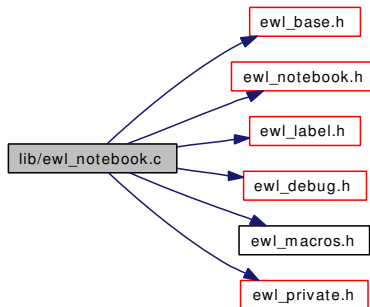 ewl_base.h
ewl_notebook.h
ewl_label.h
lib/ewl_notebook.c
ewl_debug.h
ewl_macros.h
ewl_private.h